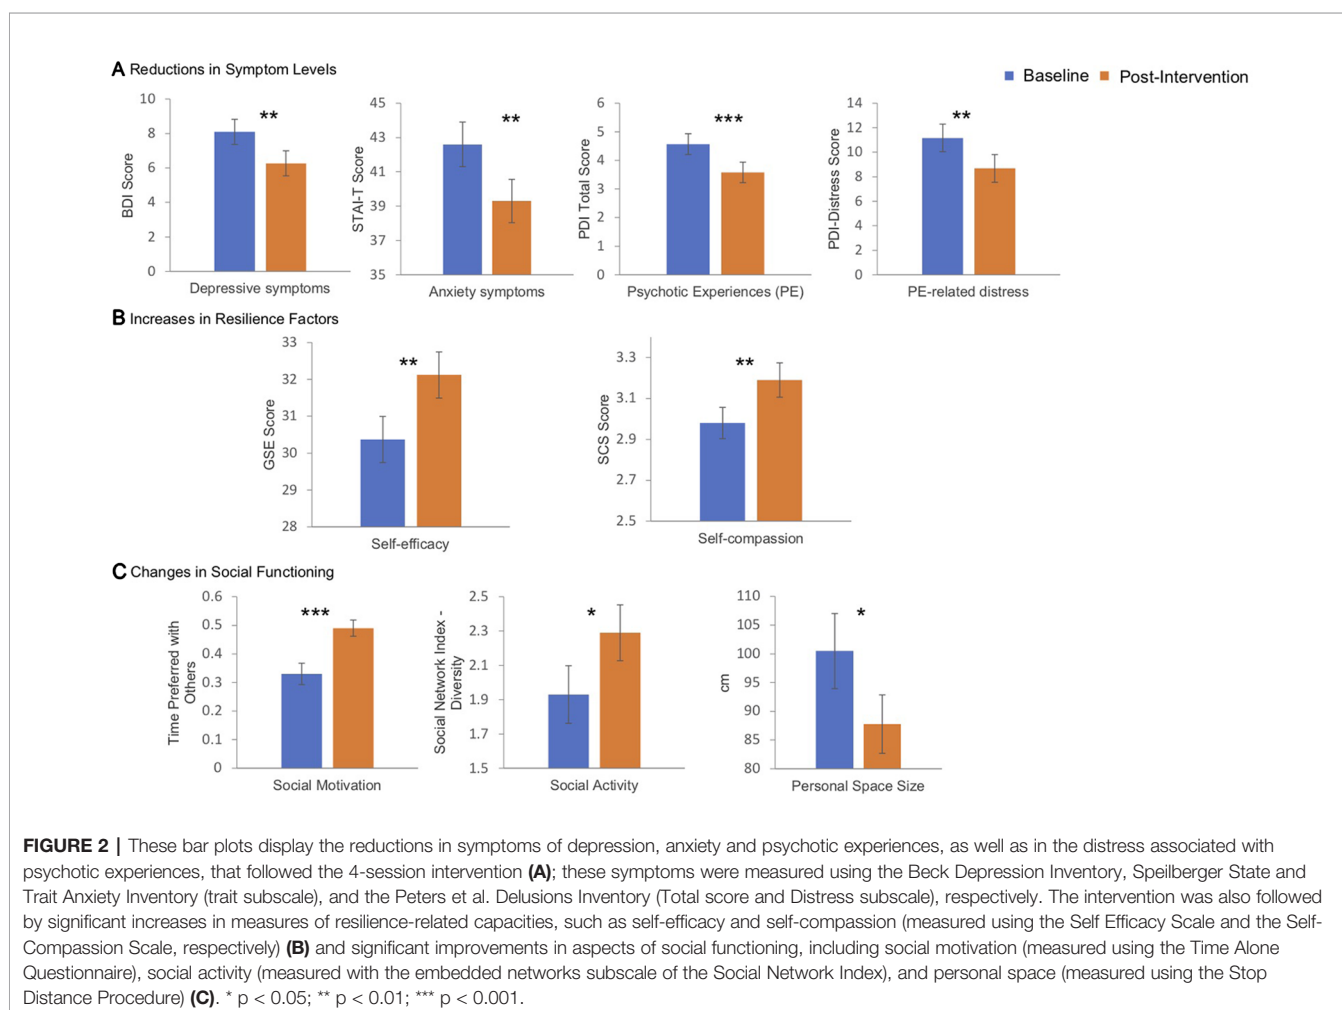 A Reductions in Symptom Levels
Baseline
Post-Intervention
10
8
6
4
2
0
BDI Score
**
Depressive symptoms
45
43
41
39
37
35
STAI-T Score
**
Anxiety symptoms
6
5
4
3
2
1
0
PDI Total Score
***
Psychotic Experiences (PE)
14
12
10
8
6
4
2
0
PDI-Distress Score
**
PE-related distress
B Increases in Resilience Factors
33
32
31
30
29
28
GSE Score
**
Self-efficacy
3.3
3.1
2.9
2.7
2.5
SCS Score
**
Self-compassion
C Changes in Social Functioning
0.6
0.5
0.4
0.3
0.2
0.1
0
Time Preferred with
Others
***
Social Motivation
2.5
2.3
2.1
1.9
1.7
1.5
Social Network Index -
Diversity
*
Social Activity
110
105
100
95
90
85
80
cm
*
Personal Space Size
FIGURE 2 | These bar plots display the reductions in symptoms of depression, anxiety and psychotic experiences, as well as in the distress associated with
psychotic experiences, that followed the 4-session intervention (A); these symptoms were measured using the Beck Depression Inventory, Speilberger State and
Trait Anxiety Inventory (trait subscale), and the Peters et al. Delusions Inventory (Total score and Distress subscale), respectively. The intervention was also followed
by significant increases in measures of resilience-related capacities, such as self-efficacy and self-compassion (measured using the Self Efficacy Scale and the Self-
Compassion Scale, respectively) (B) and significant improvements in aspects of social functioning, including social motivation (measured using the Time Alone
Questionnaire), social activity (measured with the embedded networks subscale of the Social Network Index), and personal space (measured using the Stop
Distance Procedure) (C). * p < 0.05; ** p < 0.01; *** p < 0.001.